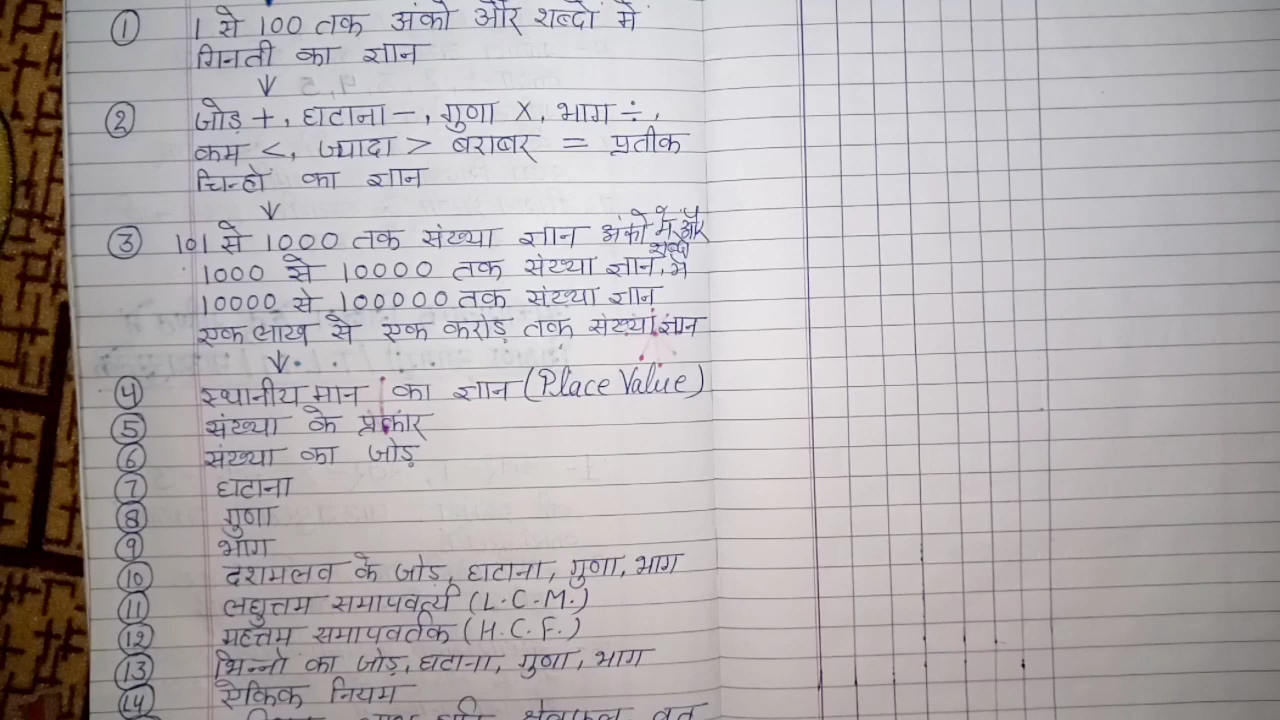 ① 1 से 100 तक अंको और शब्दो में
गिनती का ज्ञान
② जोड़ +, घटाना -, गुणा ×, भाग ÷,
कम <, ज्यादा > बराबर = प्रतीक
चिन्हो का ज्ञान
③ 101 से 1000 तक संख्या ज्ञान अंको में और
शब्दो
1000 से 10000 तक संख्या ज्ञान, में
10000 से 100000 तक संख्या ज्ञान
एक लाख से एक करोड़ तक संख्या ज्ञान
④ स्थानीय मान का ज्ञान (Place Value)
⑤ संख्या के प्रकार
⑥ संख्या का जोड़
⑦ घटाना
⑧ गुणा
⑨ भाग
⑩ दशमलव के जोड़, घटाना, गुणा, भाग
⑪ लघुत्तम समापवर्त्य (L.C.M.)
⑫ महत्तम समापवर्तक (H.C.F.)
⑬ भिन्नो का जोड़, घटाना, गुणा, भाग
⑭ ऐकिक नियम